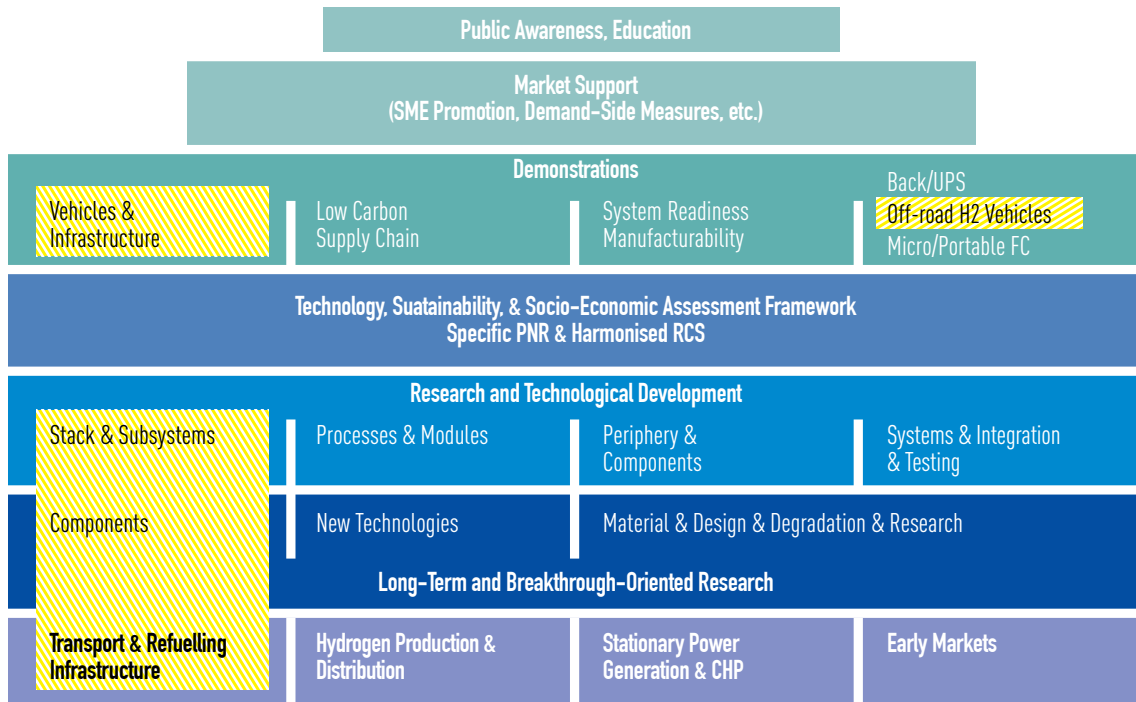 Public Awareness, Education
Market Support
(SME Promotion, Demand-Side Measures, etc.)
Demonstrations
Vehicles &
Infrastructure
Low Carbon
Supply Chain
System Readiness
Manufacturability
Back/UPS
Off-road H2 Vehicles
Micro/Portable FC
Technology, Suatainability, & Socio-Economic Assessment Framework
Specific PNR & Harmonised RCS
Research and Technological Development
Stack & Subsystems
Processes & Modules
Periphery &
Components
Systems & Integration
& Testing
Components
New Technologies
Material & Design & Degradation & Research
Long-Term and Breakthrough-Oriented Research
Transport & Refuelling
Infrastructure
Hydrogen Production &
Distribution
Stationary Power
Generation & CHP
Early Markets